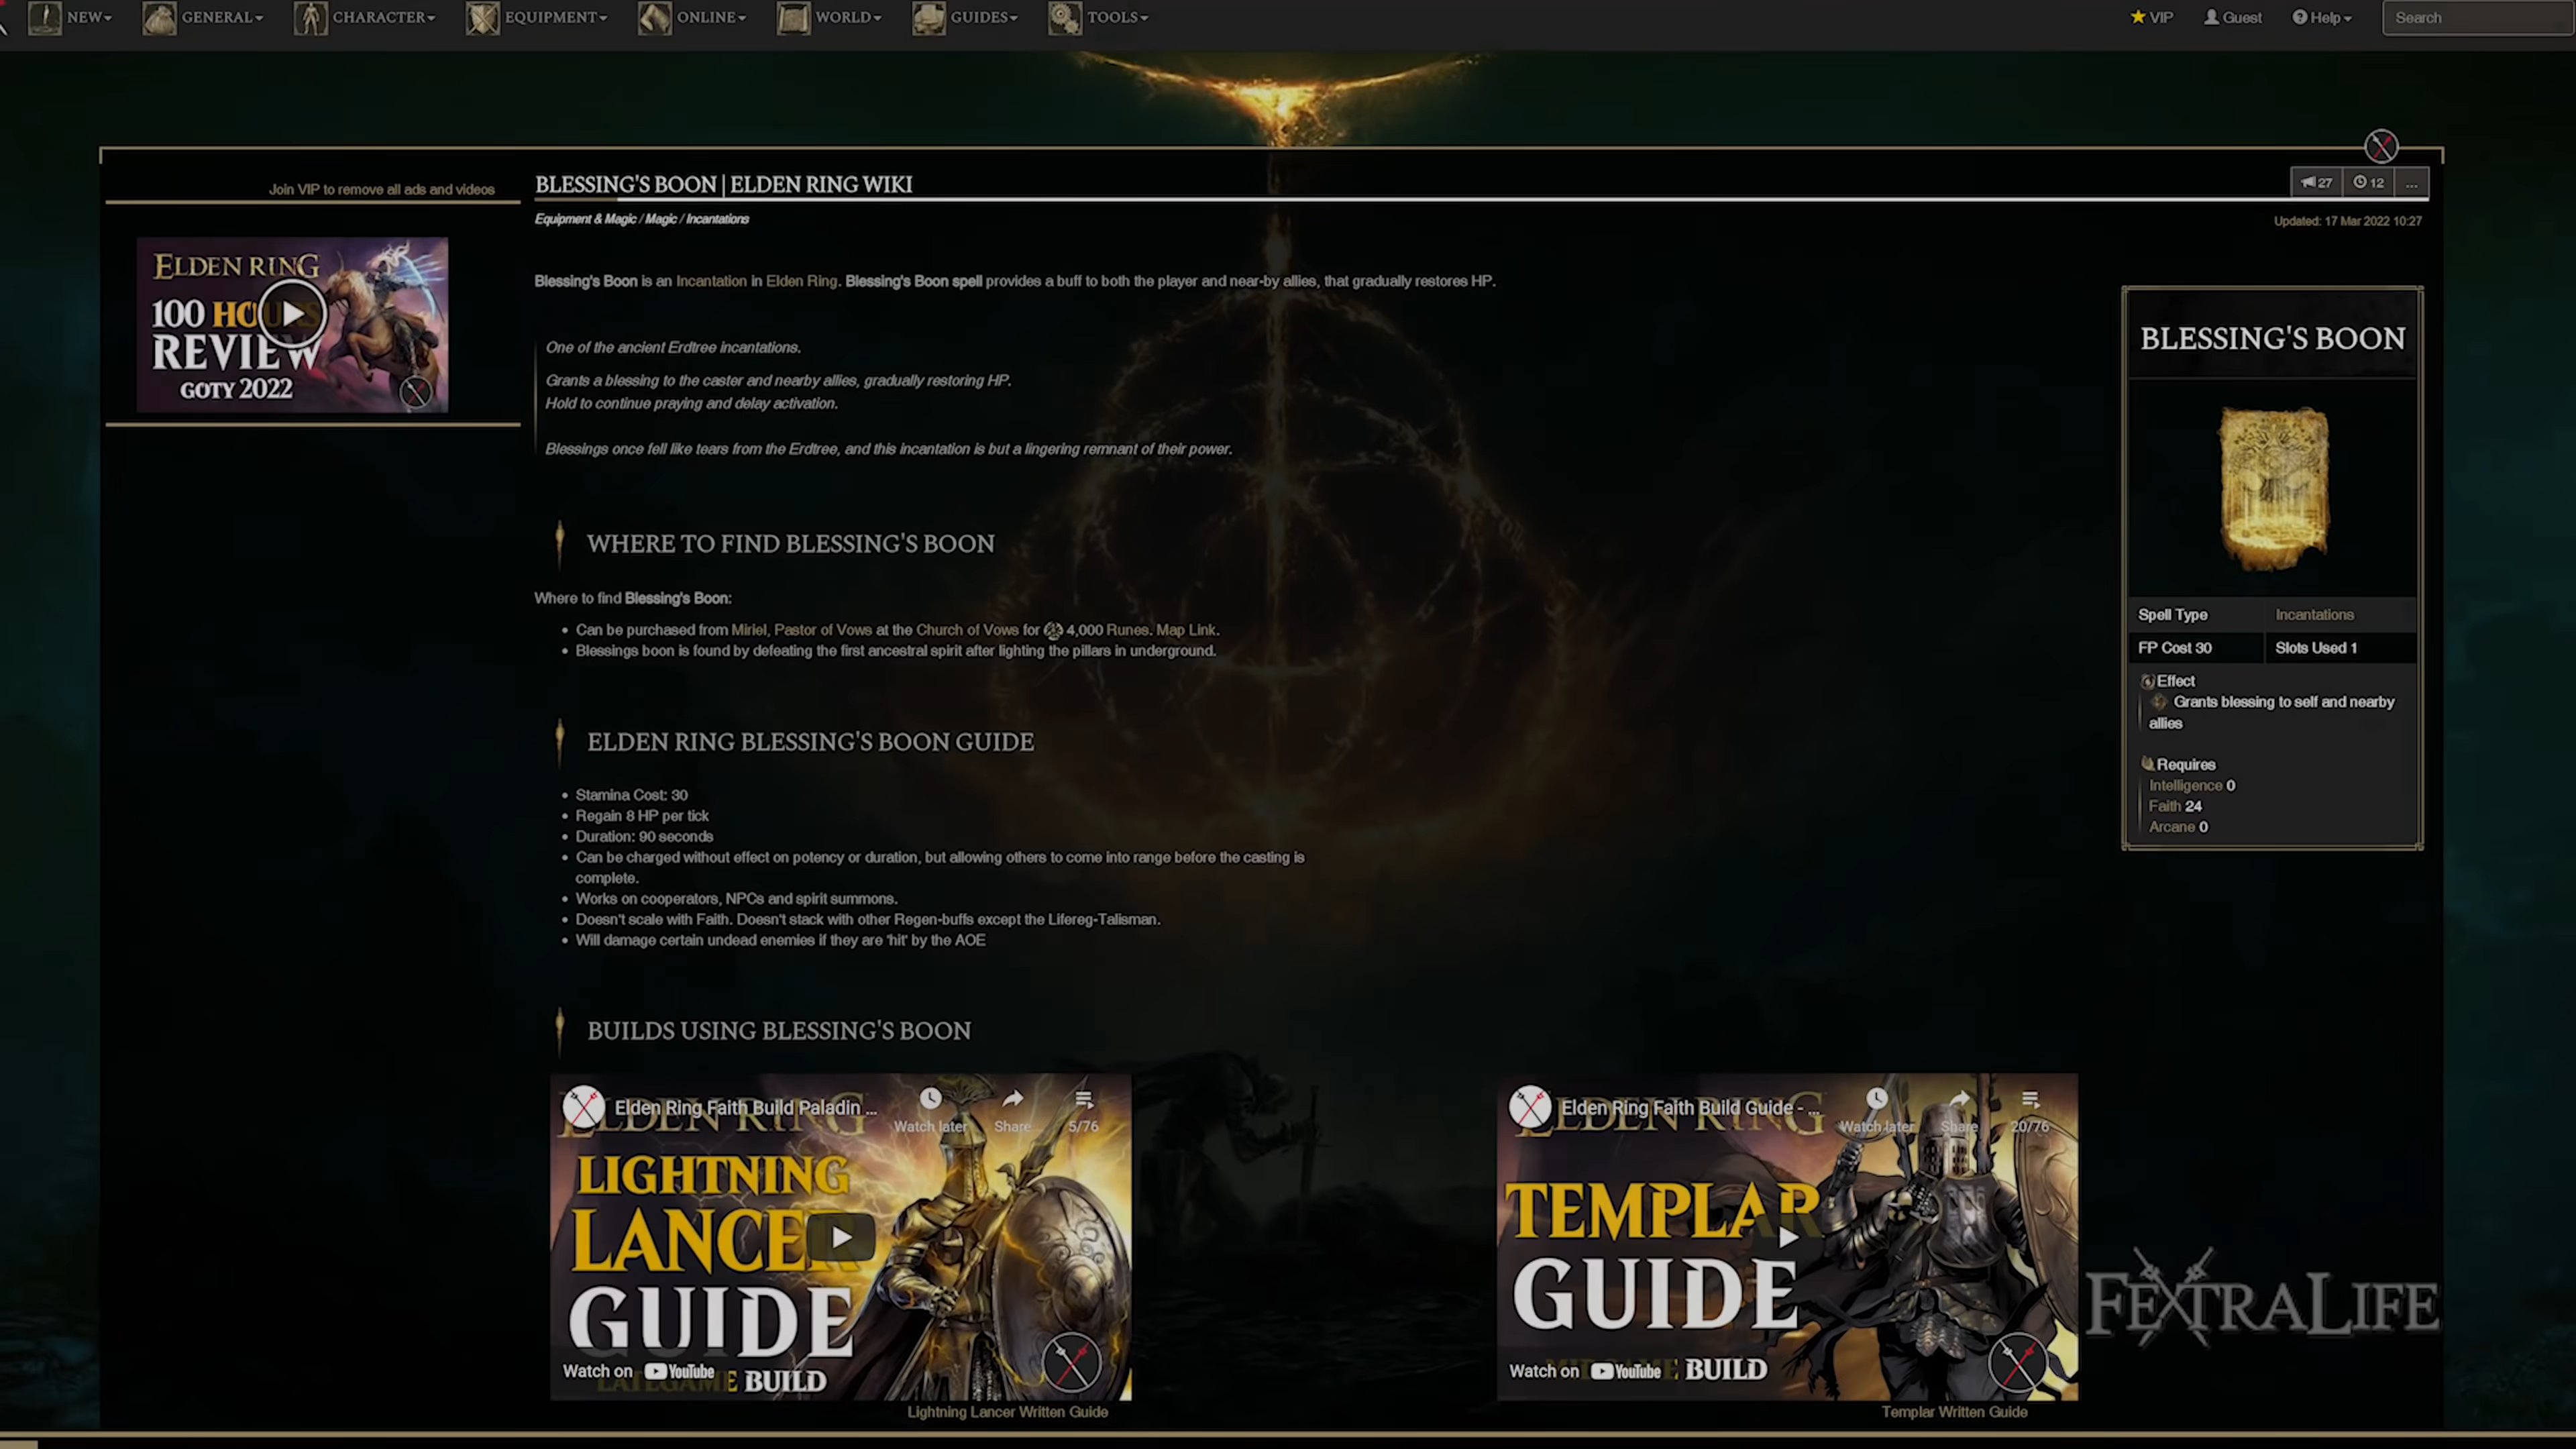 NEW GENERAL CHARACTER EQUIPMENT ONLINE WORLD GUIDES TOOLS VIP Guest Help Search
Join VIP to remove all ads and videos
ELDEN RING
100 HOURS
REVIEW
GOTY 2022
BLESSING'S BOON | ELDEN RING WIKI
27 12 ...
Equipment & Magic / Magic / Incantations
Updated: 17 Mar 2022 10:27
Blessing's Boon is an Incantation in Elden Ring. Blessing's Boon spell provides a buff to both the player and near-by allies, that gradually restores HP.
One of the ancient Erdtree incantations.
Grants a blessing to the caster and nearby allies, gradually restoring HP.
Hold to continue praying and delay activation.
Blessings once fell like tears from the Erdtree, and this incantation is but a lingering remnant of their power.
WHERE TO FIND BLESSING'S BOON
Where to find Blessing's Boon:
• Can be purchased from Miriel, Pastor of Vows at the Church of Vows for 4,000 Runes. Map Link.
• Blessings boon is found by defeating the first ancestral spirit after lighting the pillars in underground.
ELDEN RING BLESSING'S BOON GUIDE
• Stamina Cost: 30
• Regain 8 HP per tick
• Duration: 90 seconds
• Can be charged without effect on potency or duration, but allowing others to come into range before the casting is
complete.
• Works on cooperators, NPCs and spirit summons.
• Doesn't scale with Faith. Doesn't stack with other Regen-buffs except the Lifereg-Talisman.
• Will damage certain undead enemies if they are 'hit' by the AOE
BLESSING'S BOON
Spell Type Incantations
FP Cost 30 Slots Used 1
Effect
Grants blessing to self and nearby
allies
Requires
Intelligence 0
Faith 24
Arcane 0
BUILDS USING BLESSING'S BOON
Elden Ring Faith Build Paladin ...
Watch later Share 5/76
ELDEN RING
LIGHTNING
LANCER
GUIDE
Watch on YouTube
LATEGAME BUILD
Lightning Lancer Written Guide
Elden Ring Faith Build Guide - ...
Watch later Share 20/76
ELDEN RING
TEMPLAR
GUIDE
Watch on YouTube
BUILD
Templar Written Guide
FEXTRALIFE